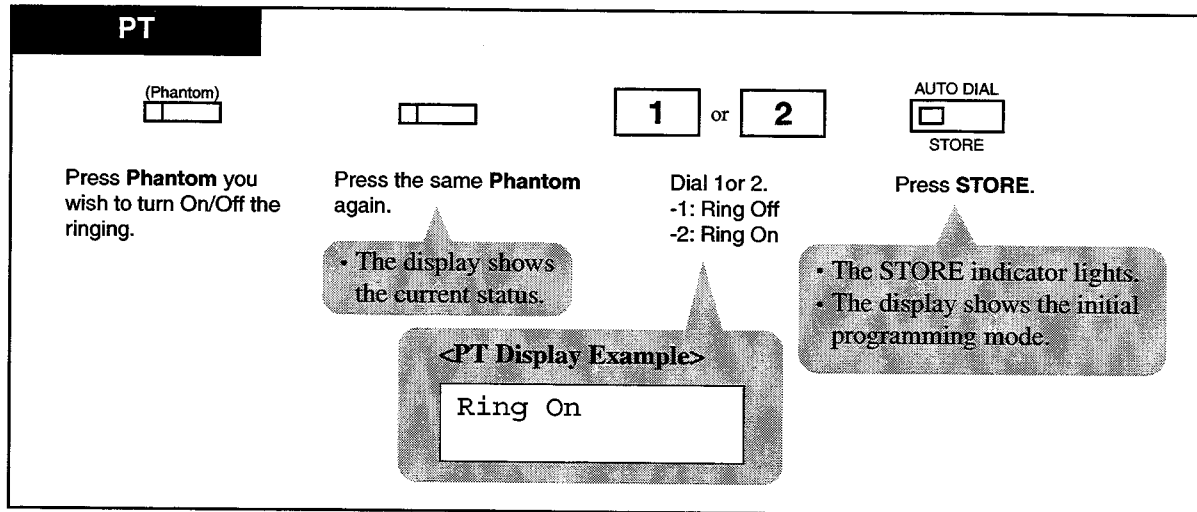 PT
(Phantom)
1 or 2
AUTO DIAL
STORE
Press Phantom you
wish to turn On/Off the
ringing.
Press the same Phantom
again.
• The display shows
the current status.
Dial 1or 2.
-1: Ring Off
-2: Ring On
<PT Display Example>
Ring On
Press STORE.
• The STORE indicator lights.
• The display shows the initial
programming mode.